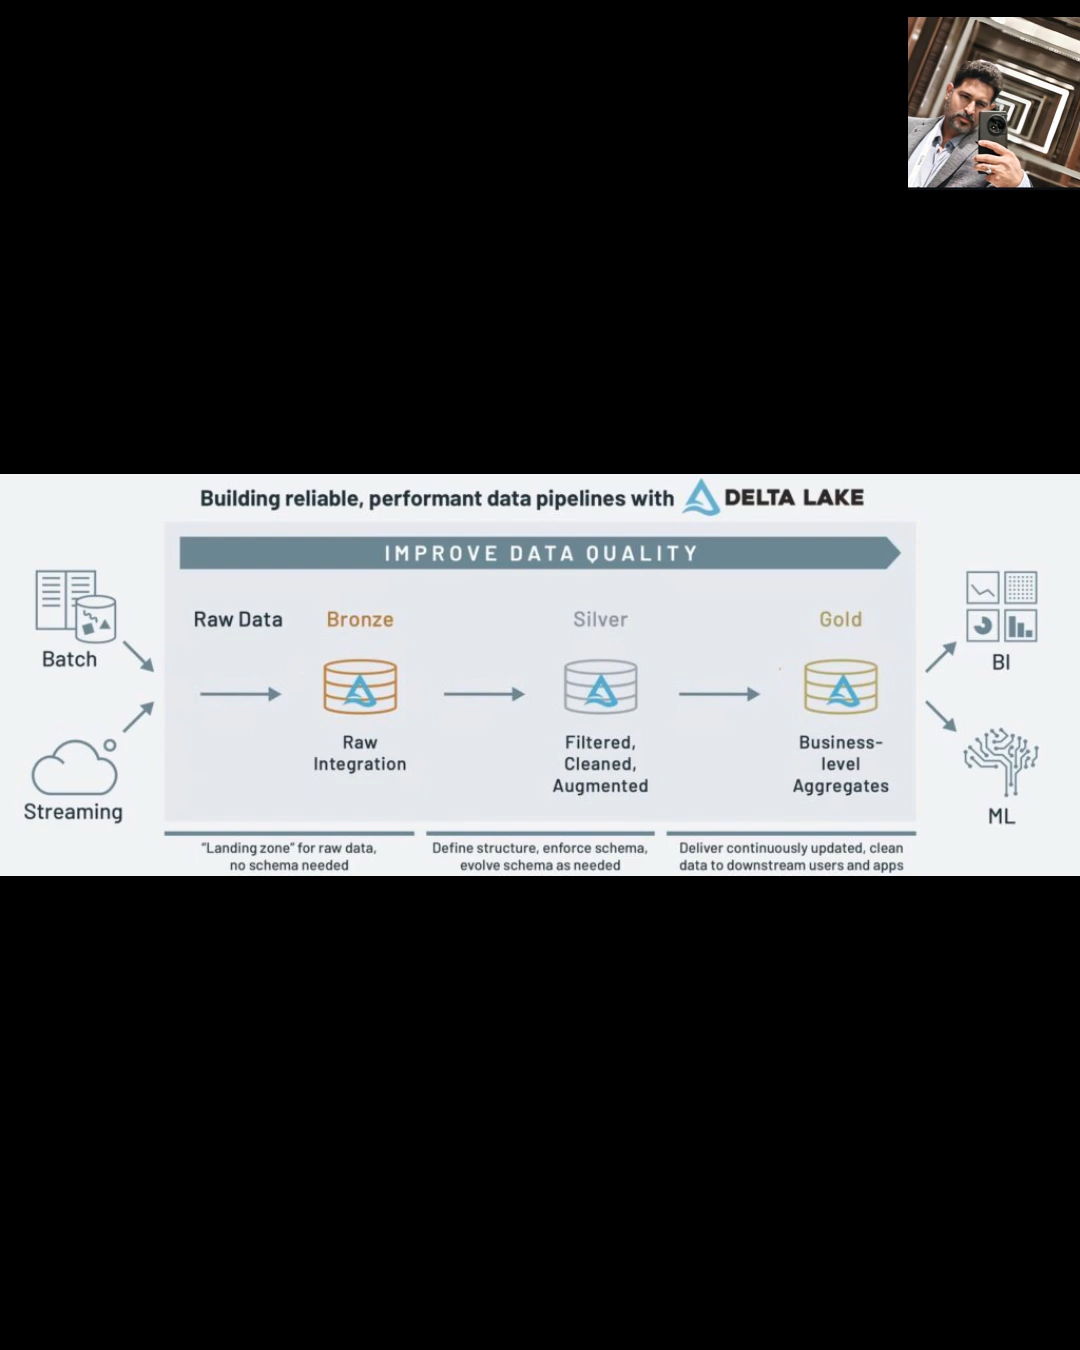 Building reliable, performant data pipelines with DELTA LAKE
IMPROVE DATA QUALITY
Batch
Streaming
Raw Data
Bronze
Raw
Integration
"Landing zone" for raw data,
no schema needed
Silver
Filtered,
Cleaned,
Augmented
Define structure, enforce schema,
evolve schema as needed
Gold
Business-
level
Aggregates
Deliver continuously updated, clean
data to downstream users and apps
BI
ML